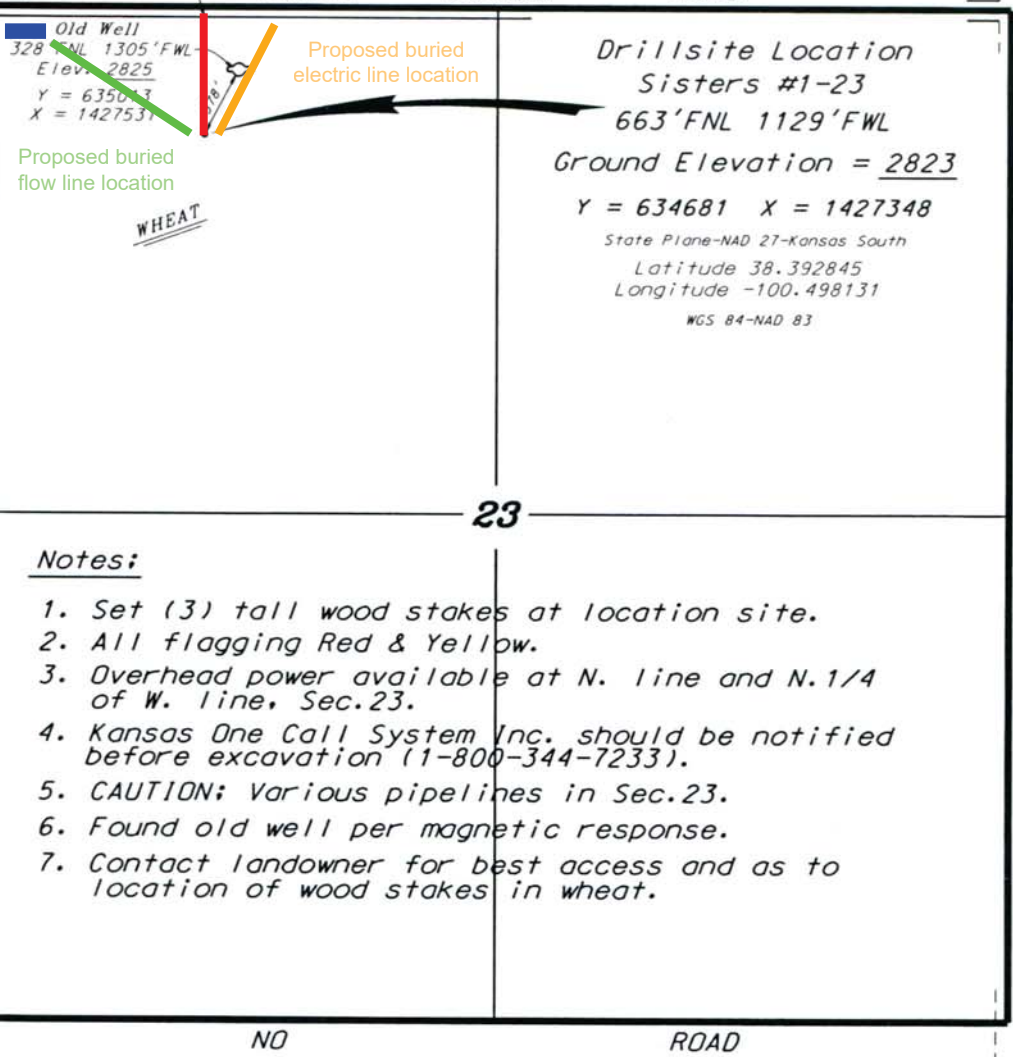 Old Well
328 FNL 1305'FWL
Elev. 2825
Y = 635013
X = 1427531
378'
Proposed buried
electric line location
Proposed buried
flow line location
WHEAT
Drillsite Location
Sisters #1-23
663'FNL 1129'FWL
Ground Elevation = 2823
Y = 634681 X = 1427348
State Plane-NAD 27-Kansas South
Latitude 38.392845
Longitude -100.498131
WGS 84-NAD 83
23
Notes:
1. Set (3) tall wood stakes at location site.
2. All flagging Red & Yellow.
3. Overhead power available at N. line and N.1/4
of W. line, Sec.23.
4. Kansas One Call System Inc. should be notified
before excavation (1-800-344-7233).
5. CAUTION: Various pipelines in Sec.23.
6. Found old well per magnetic response.
7. Contact landowner for best access and as to
location of wood stakes in wheat.
NO ROAD